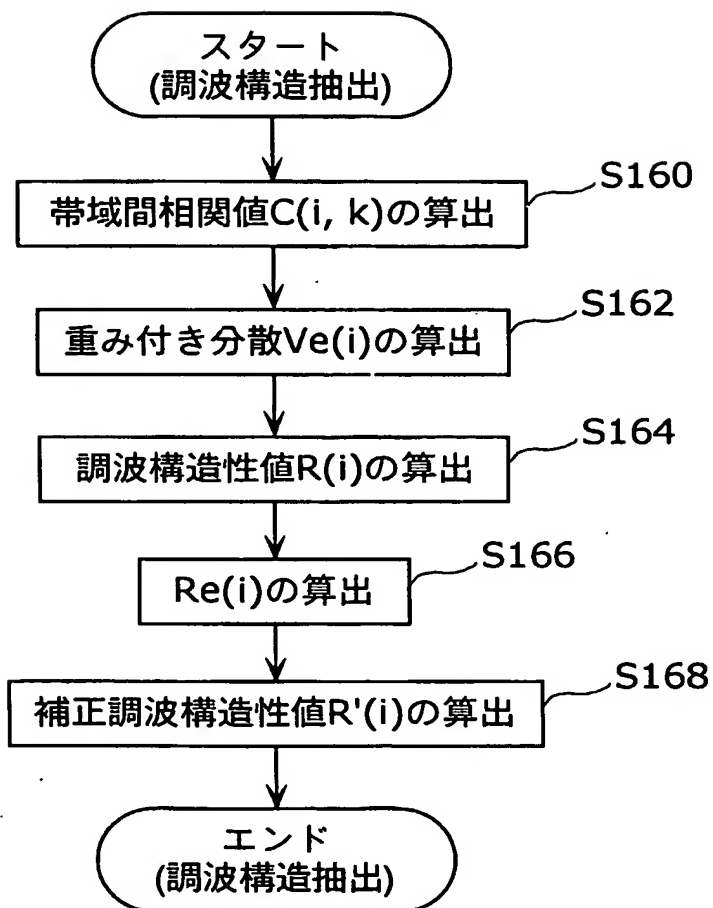 スタート
(調波構造抽出)
S160
帯域間相関値C(i, k)の算出
S162
重み付き分散Ve(i)の算出
S164
調波構造性値R(i)の算出
S166
Re(i)の算出
S168
補正調波構造性値R'(i)の算出
エンド
(調波構造抽出)